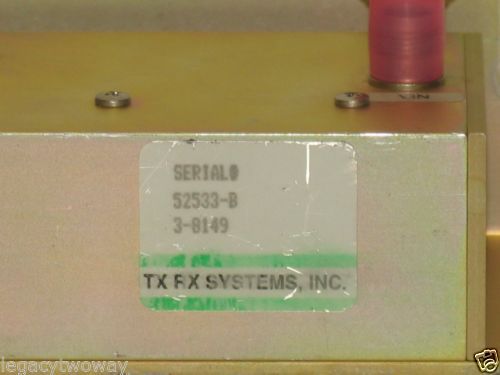 SERIAL#
52533-B
3-8149
TX RX SYSTEMS, INC.
legacytwoway